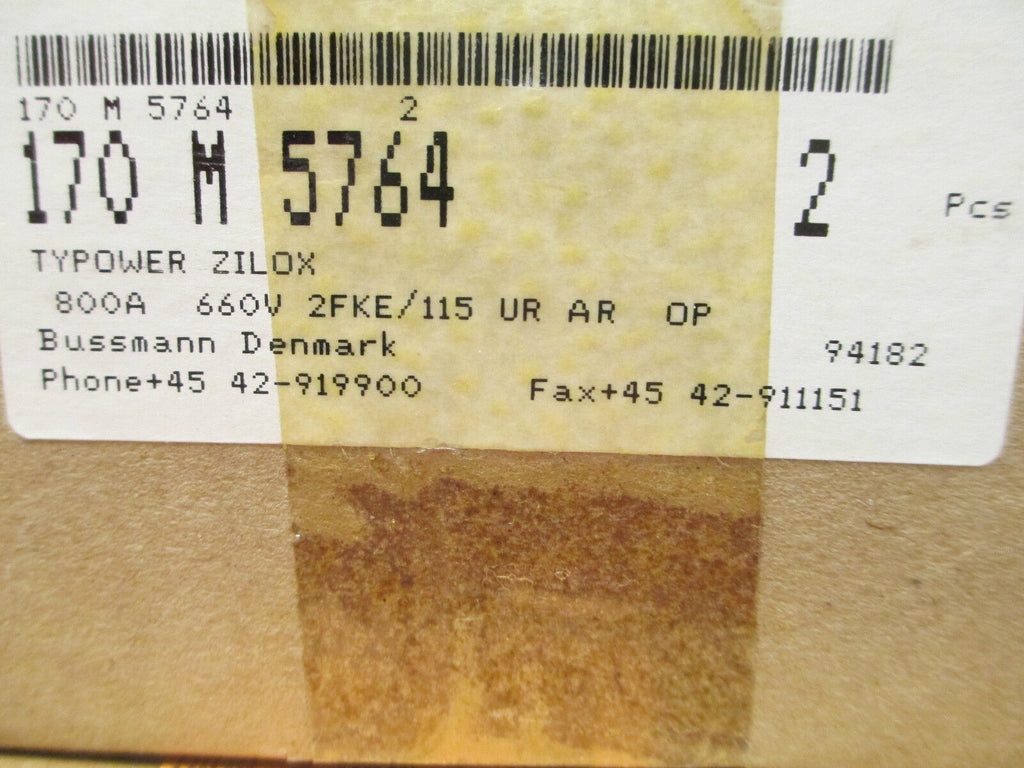 170 M 5764 2
170 M 5764 2 Pcs
TYPOWER ZILOX
800A 660V 2FKE/115 UR AR OP
Bussmann Denmark 94182
Phone+45 42-919900 Fax+45 42-911151